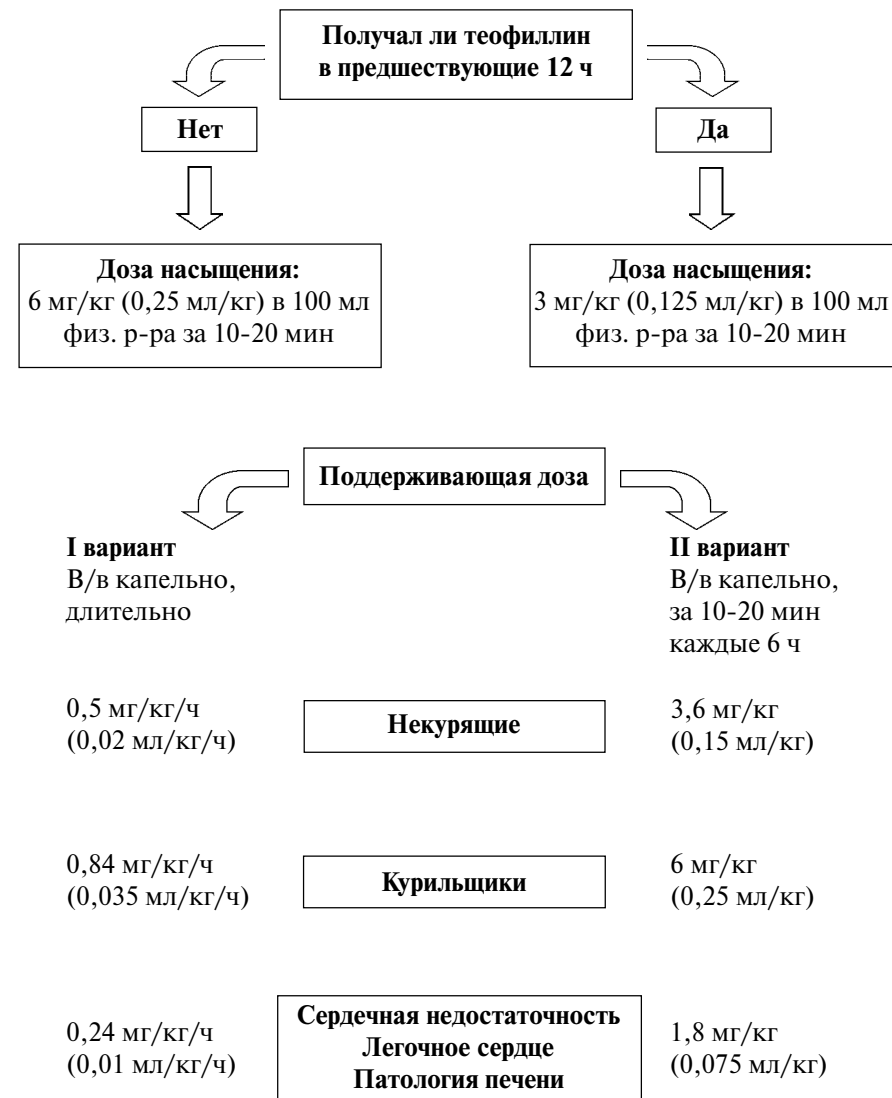 Получал ли теофиллин
в предшествующие 12 ч
Нет
Да
Доза насыщения:
6 мг/кг (0,25 мл/кг) в 100 мл
физ. р-ра за 10-20 мин
Доза насыщения:
3 мг/кг (0,125 мл/кг) в 100 мл
физ. р-ра за 10-20 мин
Поддерживающая доза
I вариант
В/в капельно,
длительно
II вариант
В/в капельно,
за 10-20 мин
каждые 6 ч
0,5 мг/кг/ч
(0,02 мл/кг/ч)
Некурящие
3,6 мг/кг
(0,15 мл/кг)
0,84 мг/кг/ч
(0,035 мл/кг/ч)
Курильщики
6 мг/кг
(0,25 мл/кг)
0,24 мг/кг/ч
(0,01 мл/кг/ч)
Сердечная недостаточность
Легочное сердце
Патология печени
1,8 мг/кг
(0,075 мл/кг)